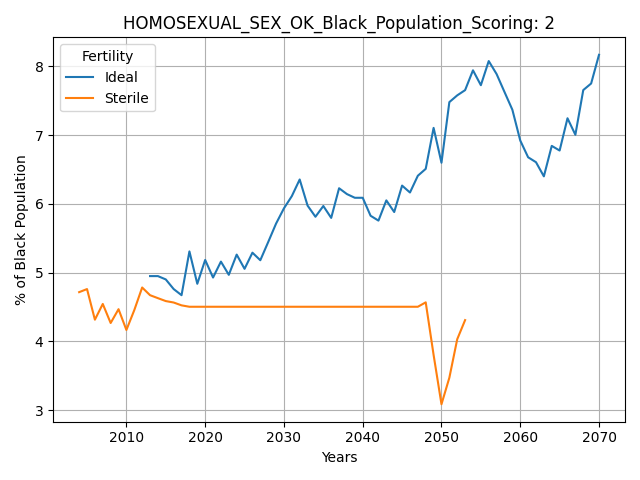 HOMOSEXUAL_SEX_OK_Black_Population_Scoring: 2
Fertility
Ideal
Sterile
% of Black Population
8
7
6
5
4
3
2010 2020 2030 2040 2050 2060 2070
Years